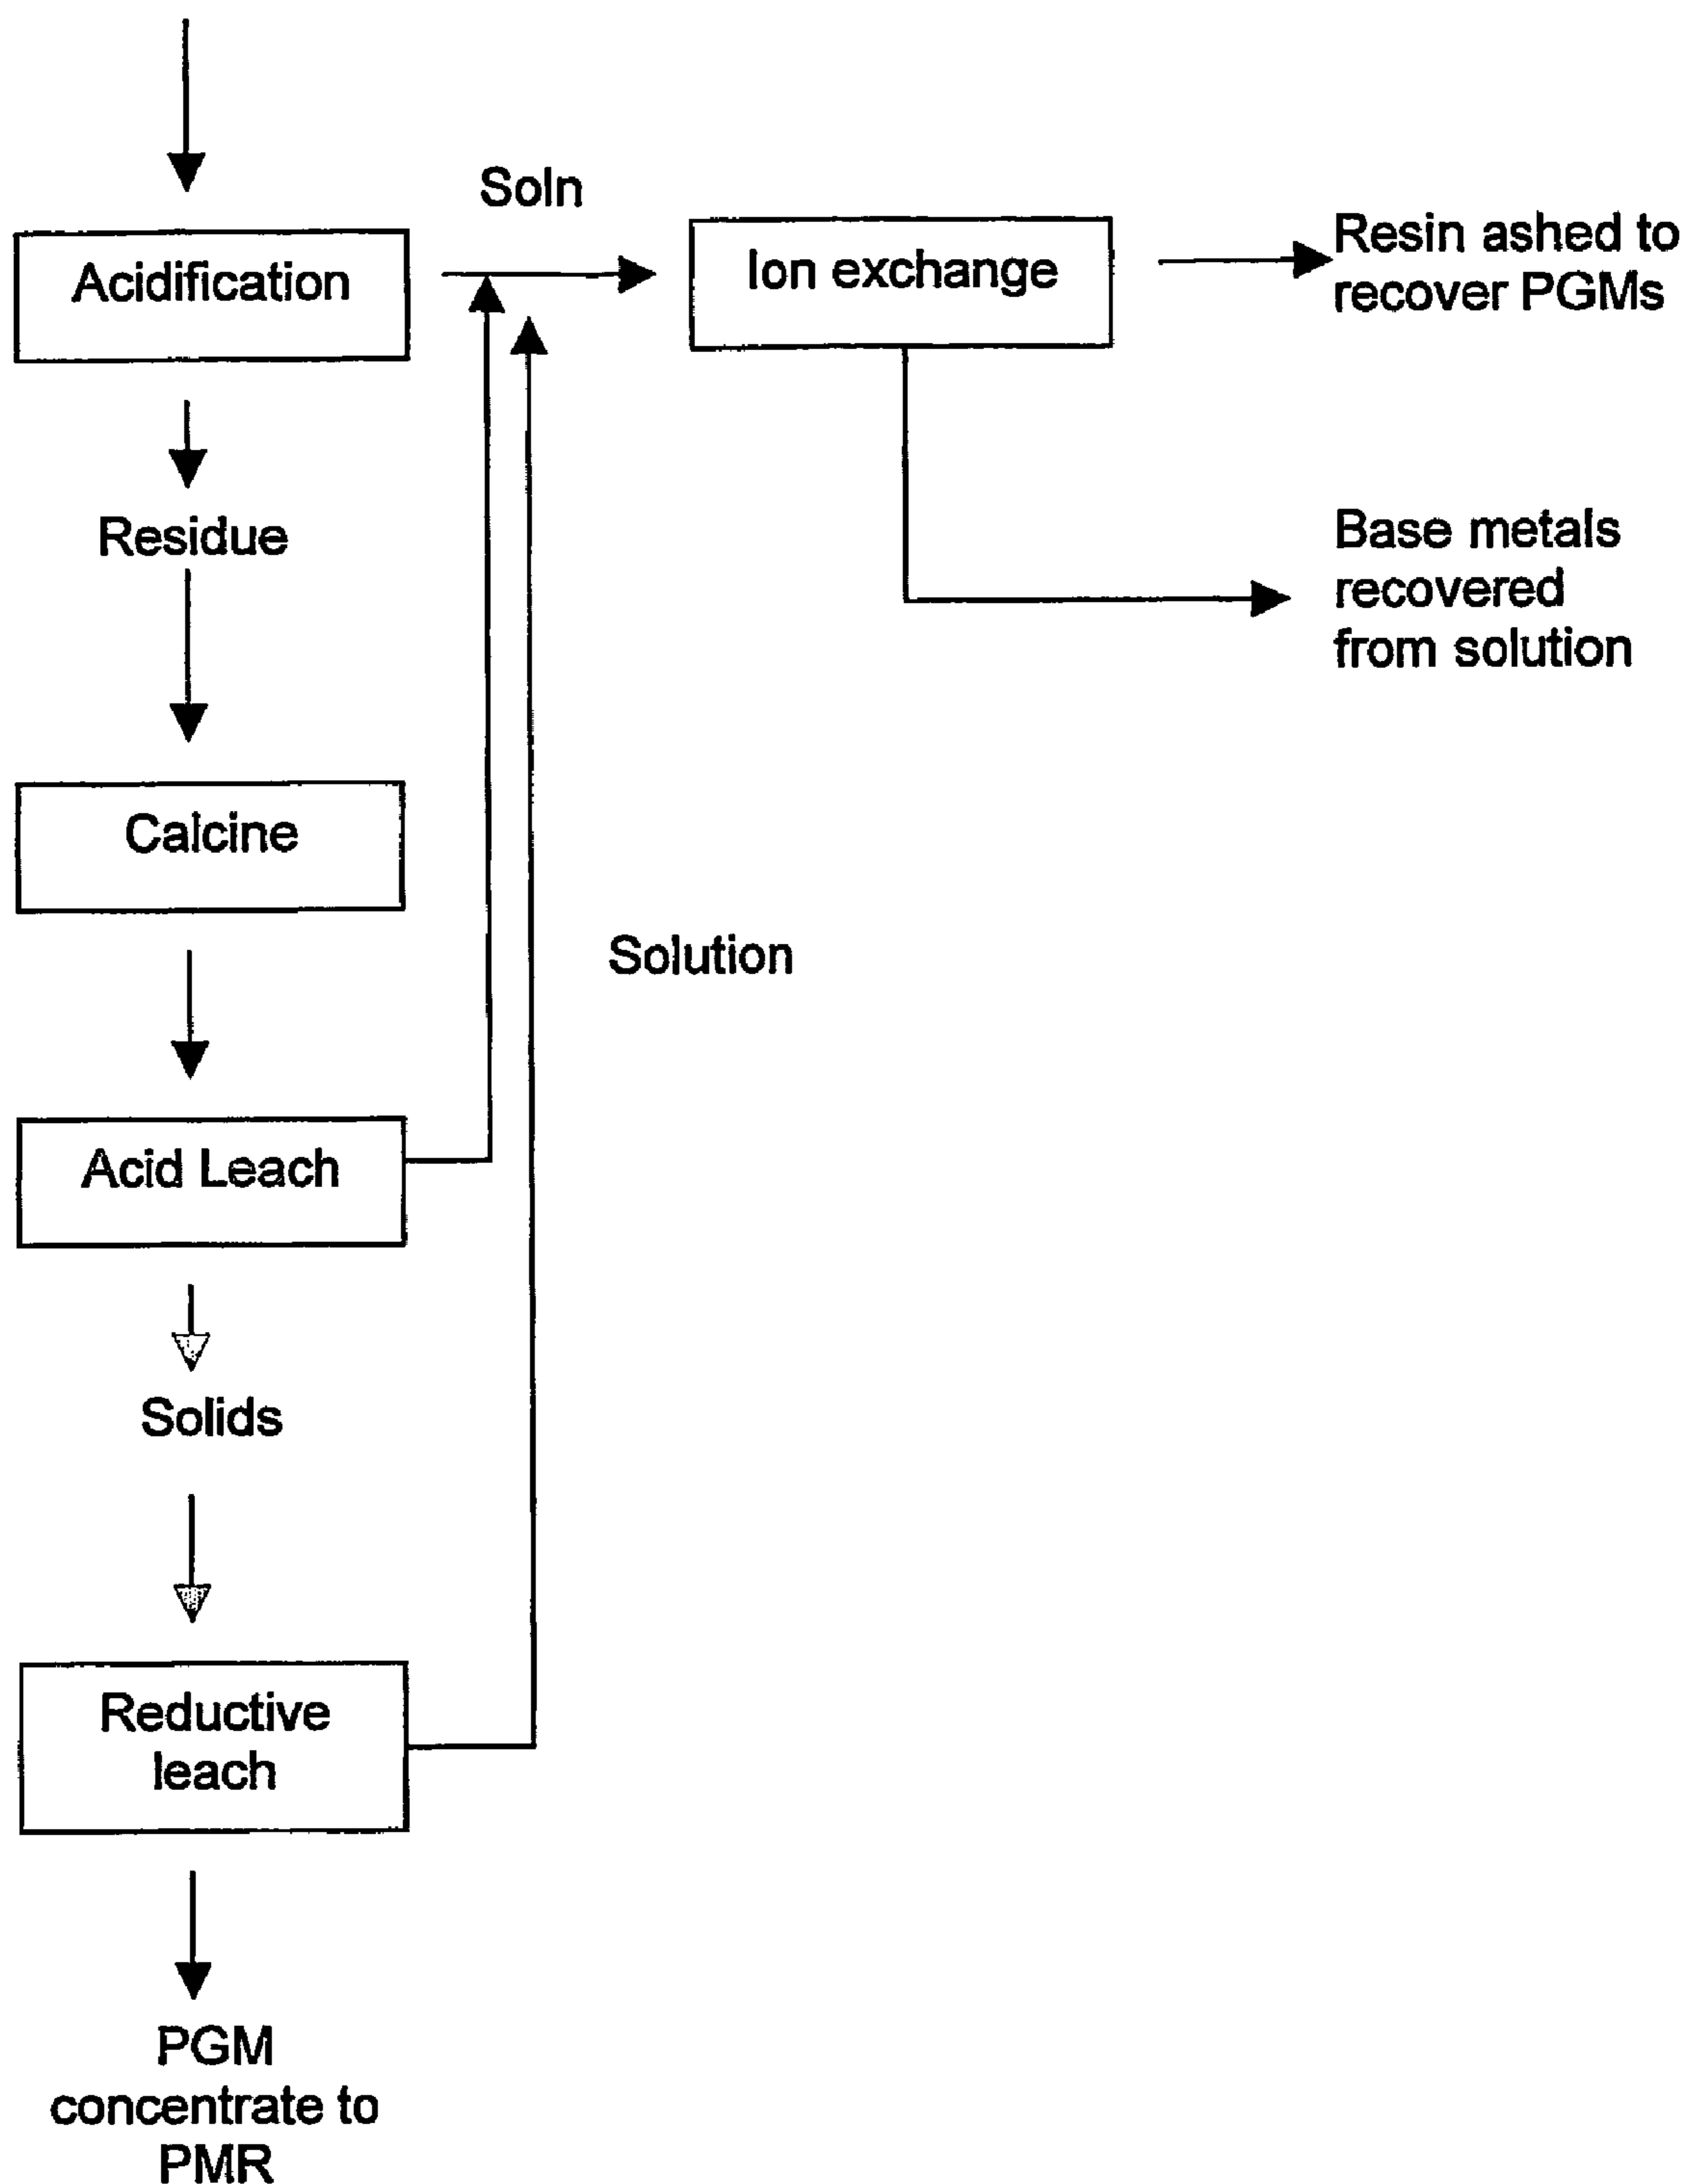 Soln
Acidification
Ion exchange
Resin ashed to
recover PGMs
Residue
Base metals
recovered
from solution
Calcine
Solution
Acid Leach
Solids
Reductive
leach
PGM
concentrate to
PMR